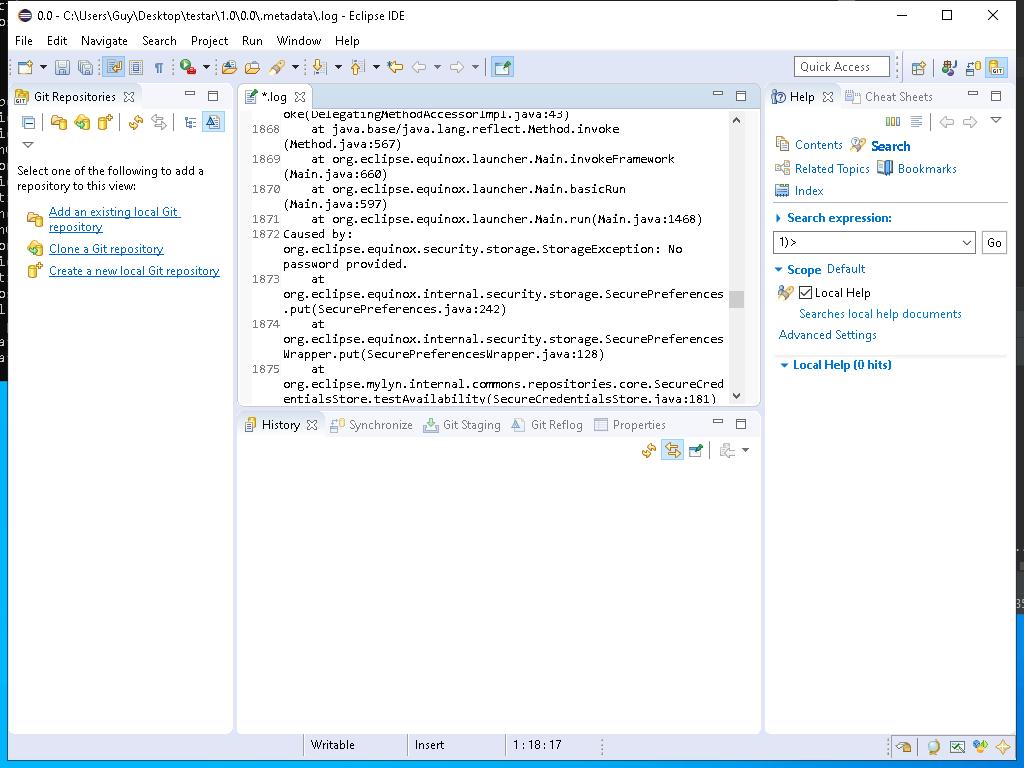 0.0 - C:\Users\Guy\Desktop\testar\1.0\0.0\.metadata\.log - Eclipse IDE
File Edit Navigate Search Project Run Window Help
Quick Access
Git Repositories
Select one of the following to add a
repository to this view:
Add an existing local Git
repository
Clone a Git repository
Create a new local Git repository
*.log
oke(DelegatingMethodAccessorImpl.java:43)
1868 at java.base/java.lang.reflect.Method.invoke
(Method.java:567)
1869 at org.eclipse.equinox.launcher.Main.invokeFramework
(Main.java:660)
1870 at org.eclipse.equinox.launcher.Main.basicRun
(Main.java:597)
1871 at org.eclipse.equinox.launcher.Main.run(Main.java:1468)
1872 Caused by:
org.eclipse.equinox.security.storage.StorageException: No
password provided.
1873 at
org.eclipse.equinox.internal.security.storage.SecurePreferences
.put(SecurePreferences.java:242)
1874 at
org.eclipse.equinox.internal.security.storage.SecurePreferences
Wrapper.put(SecurePreferencesWrapper.java:128)
1875 at
org.eclipse.mylyn.internal.commons.repositories.core.SecureCred
entialsStore.testAvailability(SecureCredentialsStore.java:181)
History Synchronize Git Staging Git Reflog Properties
Help Cheat Sheets
Contents Search
Related Topics Bookmarks
Index
Search expression:
1)> Go
Scope Default
Local Help
Searches local help documents
Advanced Settings
Local Help (0 hits)
Writable Insert 1 : 18 : 17